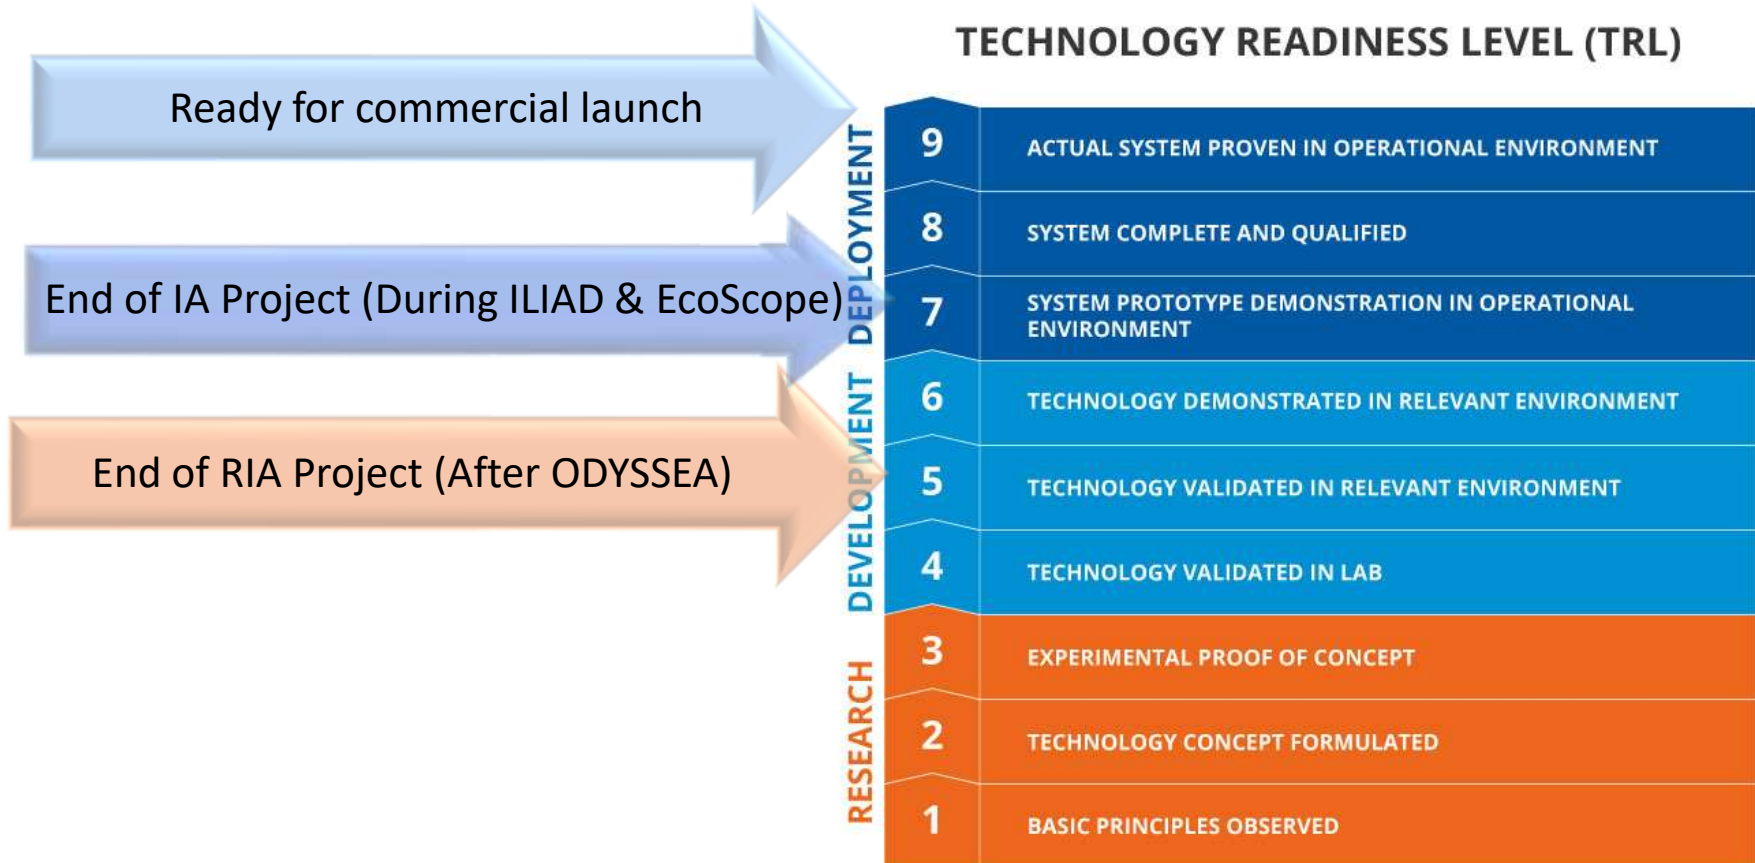 TECHNOLOGY READINESS LEVEL (TRL)
Ready for commercial launch
End of IA Project (During ILIAD & EcoScope)
End of RIA Project (After ODYSSEA)
DEPLOYMENT
9
ACTUAL SYSTEM PROVEN IN OPERATIONAL ENVIRONMENT
8
SYSTEM COMPLETE AND QUALIFIED
7
SYSTEM PROTOTYPE DEMONSTRATION IN OPERATIONAL
ENVIRONMENT
DEVELOPMENT
6
TECHNOLOGY DEMONSTRATED IN RELEVANT ENVIRONMENT
5
TECHNOLOGY VALIDATED IN RELEVANT ENVIRONMENT
4
TECHNOLOGY VALIDATED IN LAB
RESEARCH
3
EXPERIMENTAL PROOF OF CONCEPT
2
TECHNOLOGY CONCEPT FORMULATED
1
BASIC PRINCIPLES OBSERVED